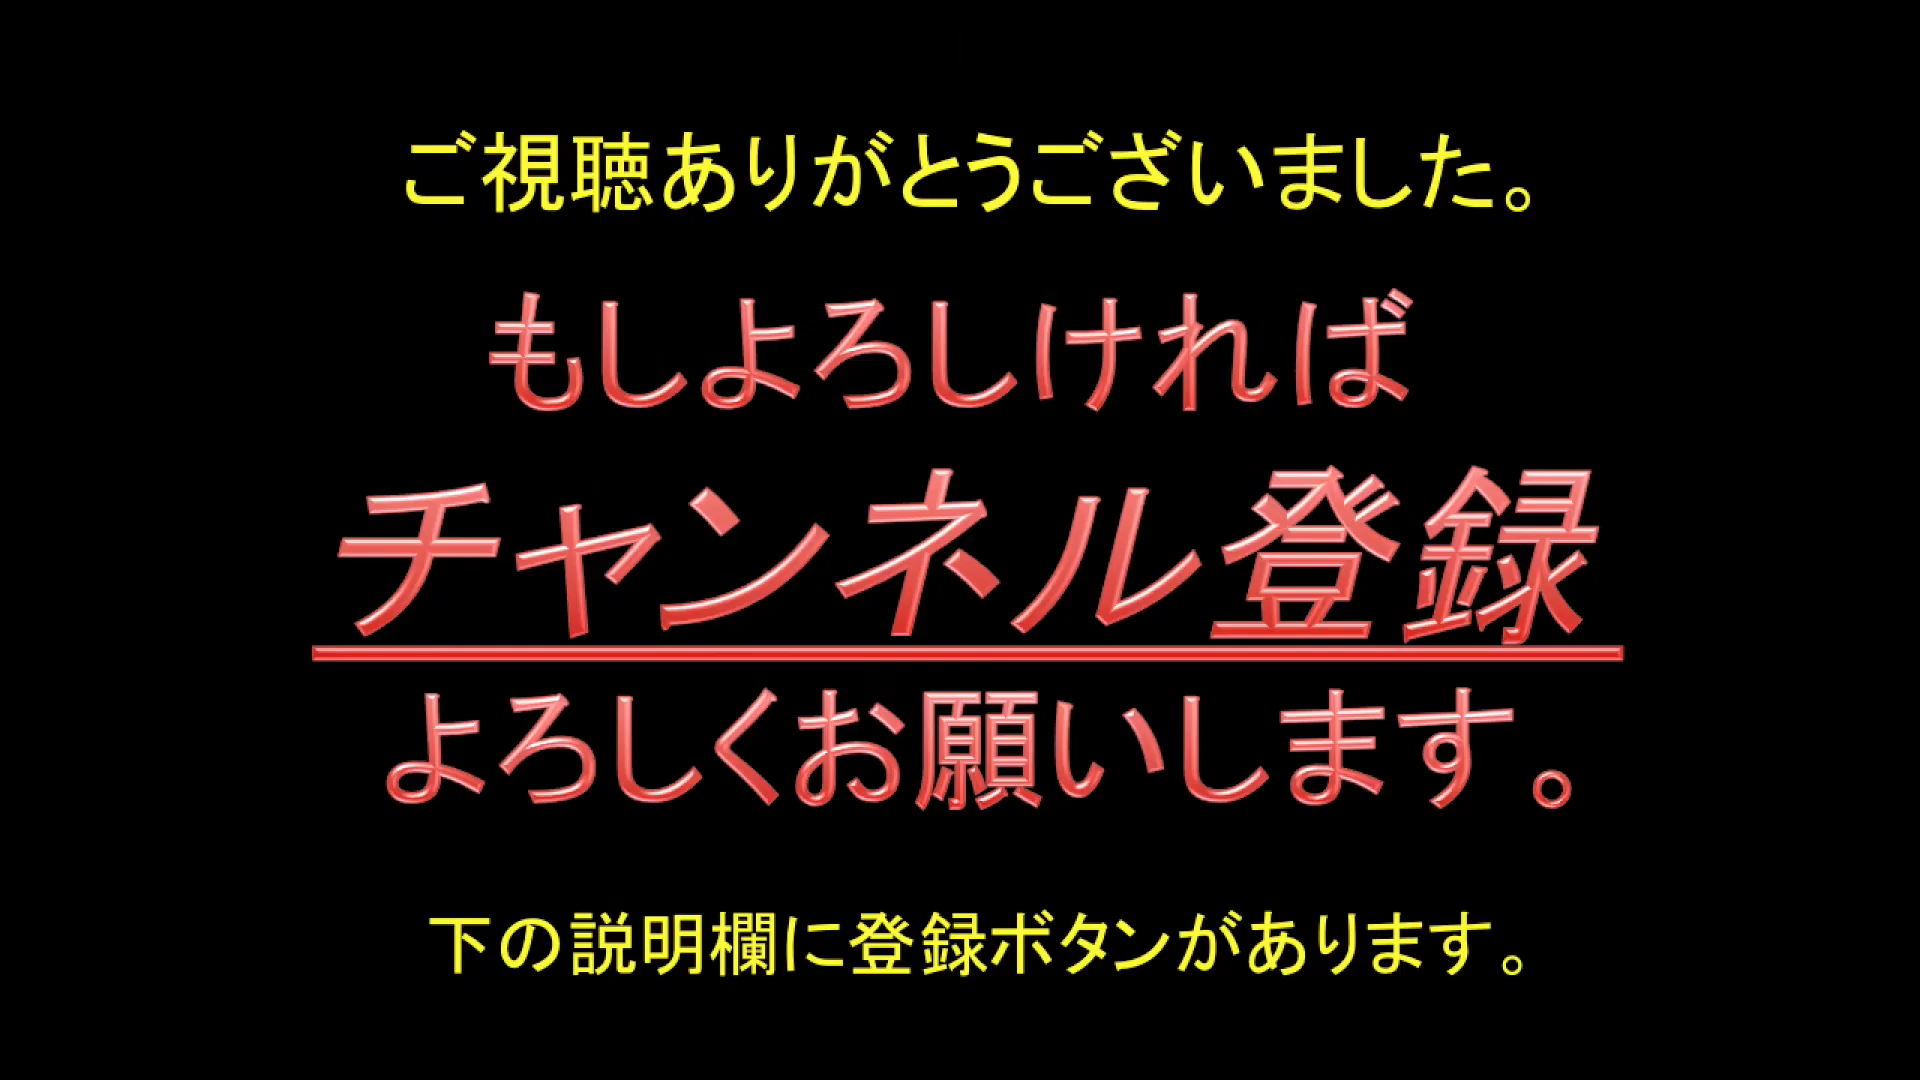 ご視聴ありがとうございました。
もしよろしければ
チャンネル登録
よろしくお願いします。
下の説明欄に登録ボタンがあります。